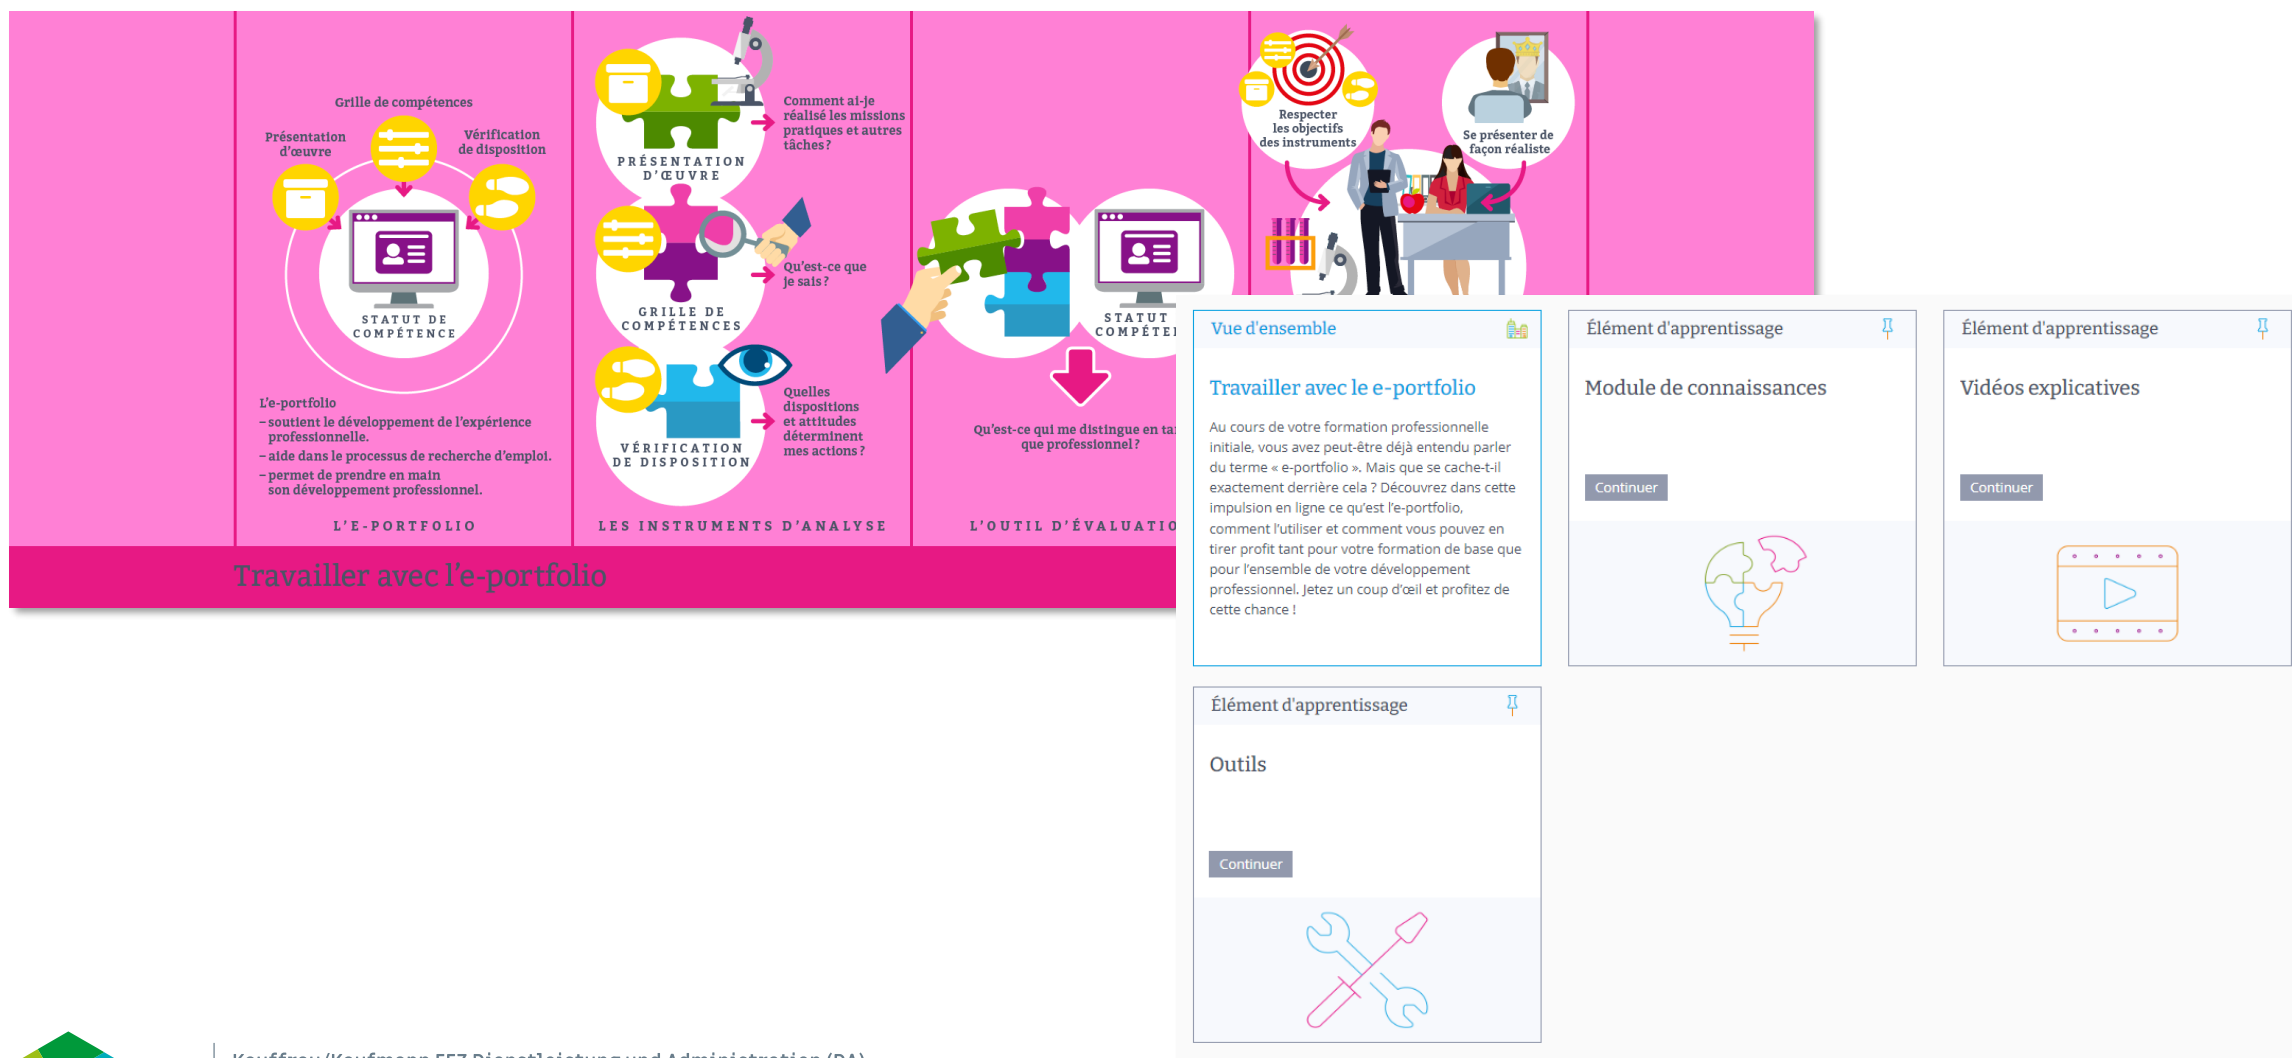 Grille de compétences
Présentation
d'œuvre
Vérification
de disposition
STATUT DE
COMPÉTENCE
L'e-portfolio
– soutient le développement de l'expérience
professionnelle.
– aide dans le processus de recherche d'emploi.
– permet de prendre en main
son développement professionnel.
L'E-PORTFOLIO
PRÉSENTATION
D'ŒUVRE
Comment ai-je
réalisé les missions
pratiques et autres
tâches ?
GRILLE DE
COMPÉTENCES
Qu'est-ce que
je sais ?
VÉRIFICATION
DE DISPOSITION
Quelles
dispositions
et attitudes
déterminent
mes actions ?
LES INSTRUMENTS D'ANALYSE
STATUT
Qu'est-ce qui me distingue en
que professionnel ?
L'OUTIL
Respecter
les objectifs
des instruments
Se présenter de
façon réaliste
Travailler avec l'e-portfolio
Vue d'ensemble
Travailler avec le e-portfolio
Au cours de votre formation professionnelle
initiale, vous avez peut-être déjà entendu parler
du terme « e-portfolio ». Mais que se cache-t-il
exactement derrière cela ? Découvrez dans cette
impulsion en ligne ce qu'est l'e-portfolio,
comment l'utiliser et comment vous pouvez en
tirer profit tant pour votre formation de base que
pour l'ensemble de votre développement
professionnel. Jetez un coup d'œil et profitez de
cette chance !
Élément d'apprentissage
Module de connaissances
Continuer
Élément d'apprentissage
Vidéos explicatives
Continuer
Élément d'apprentissage
Outils
Continuer